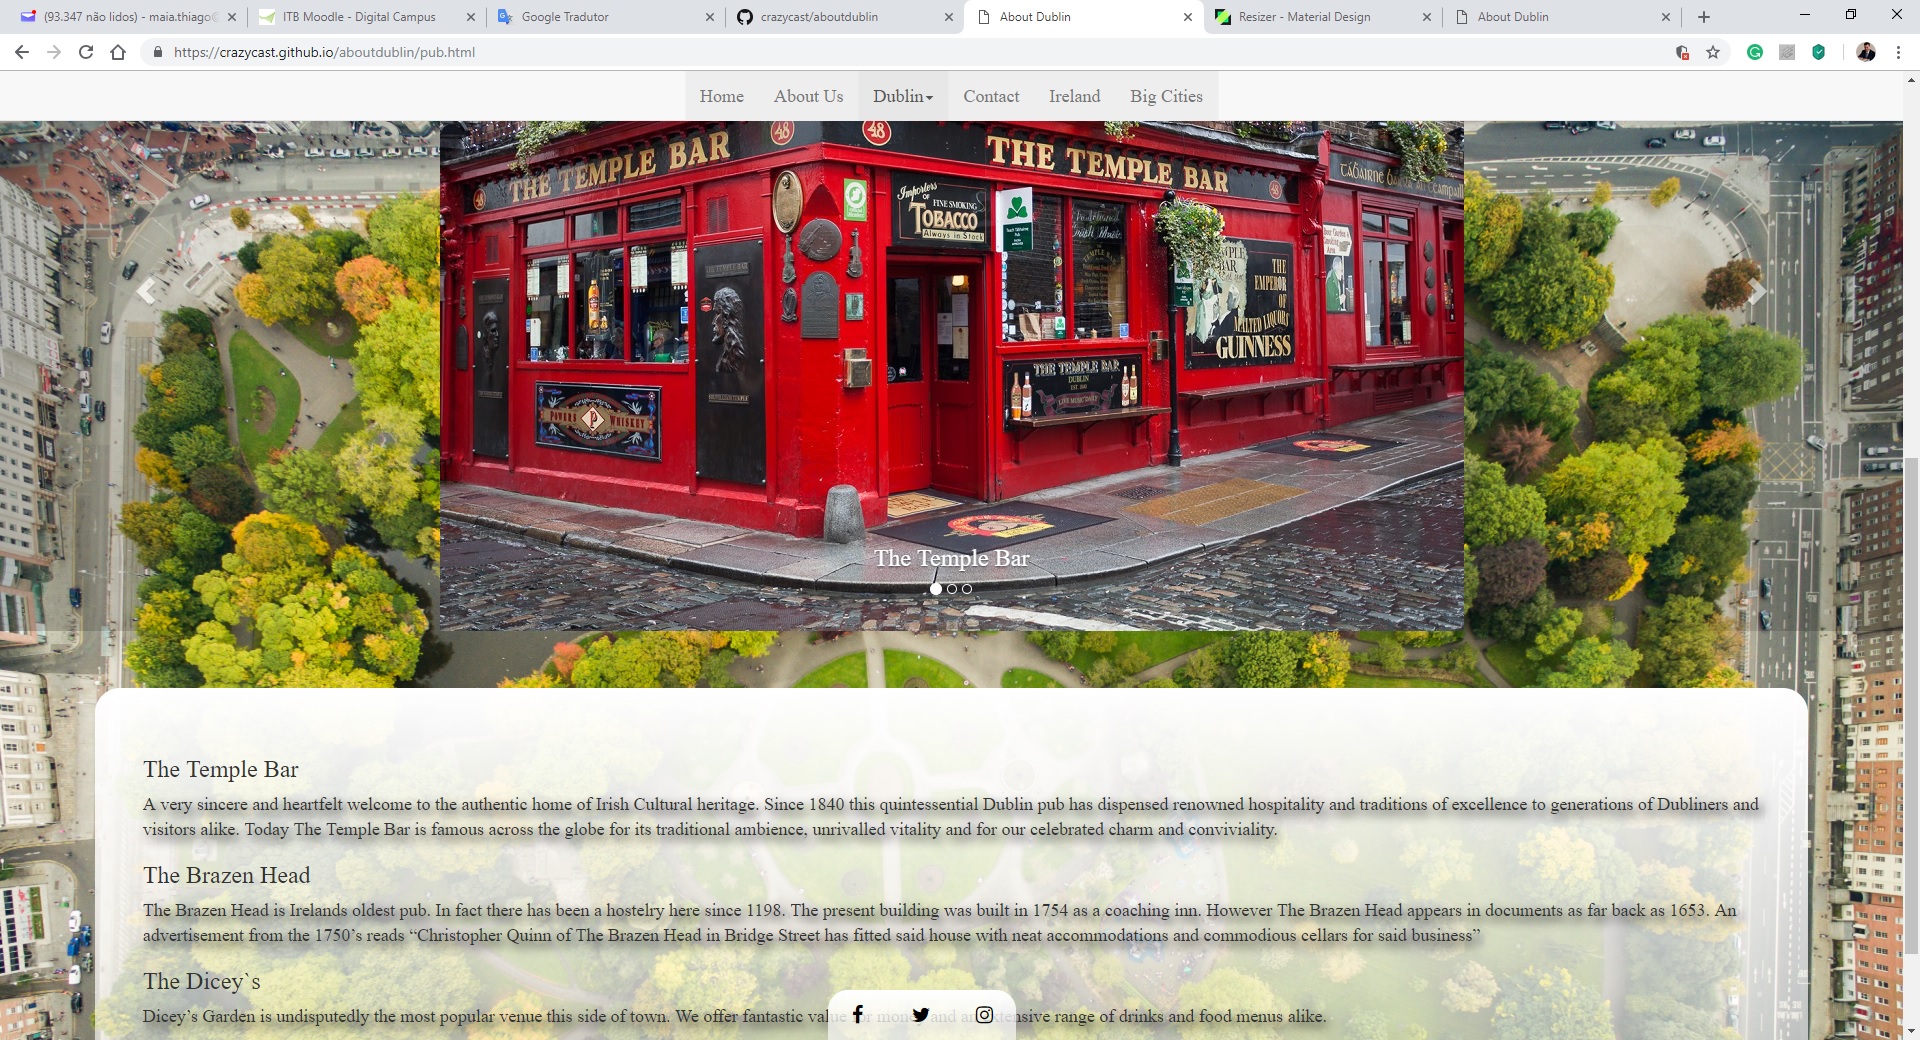 (93.347 não lidos) - maia.thiago@
ITB Moodle - Digital Campus
Google Tradutor
crazycast/aboutdublin
About Dublin
Resizer - Material Design
About Dublin
https://crazycast.github.io/aboutdublin/pub.html
Home
About Us
Dublin
Contact
Ireland
Big Cities
48
48
THE TEMPLE BAR
THE TEMPLE BAR
48
48
Importers
OF FINE SMOKING
TOBACCO
Always in Stock
THE
EMPEROR
OF
MALTED LIQUORS
GUINNESS
THE TEMPLE BAR
DUBLIN
LIVE MUSIC DAILY
POWERS P WHISKEY
The Temple Bar
The Temple Bar
A very sincere and heartfelt welcome to the authentic home of Irish Cultural heritage. Since 1840 this quintessential Dublin pub has dispensed renowned hospitality and traditions of excellence to generations of Dubliners and
visitors alike. Today The Temple Bar is famous across the globe for its traditional ambience, unrivalled vitality and for our celebrated charm and conviviality.
The Brazen Head
The Brazen Head is Irelands oldest pub. In fact there has been a hostelry here since 1198. The present building was built in 1754 as a coaching inn. However The Brazen Head appears in documents as far back as 1653. An
advertisement from the 1750’s reads “Christopher Quinn of The Brazen Head in Bridge Street has fitted said house with neat accommodations and commodious cellars for said business”
The Dicey`s
Dicey’s Garden is undisputedly the most popular venue this side of town. We offer fantastic value for money and an extensive range of drinks and food menus alike.